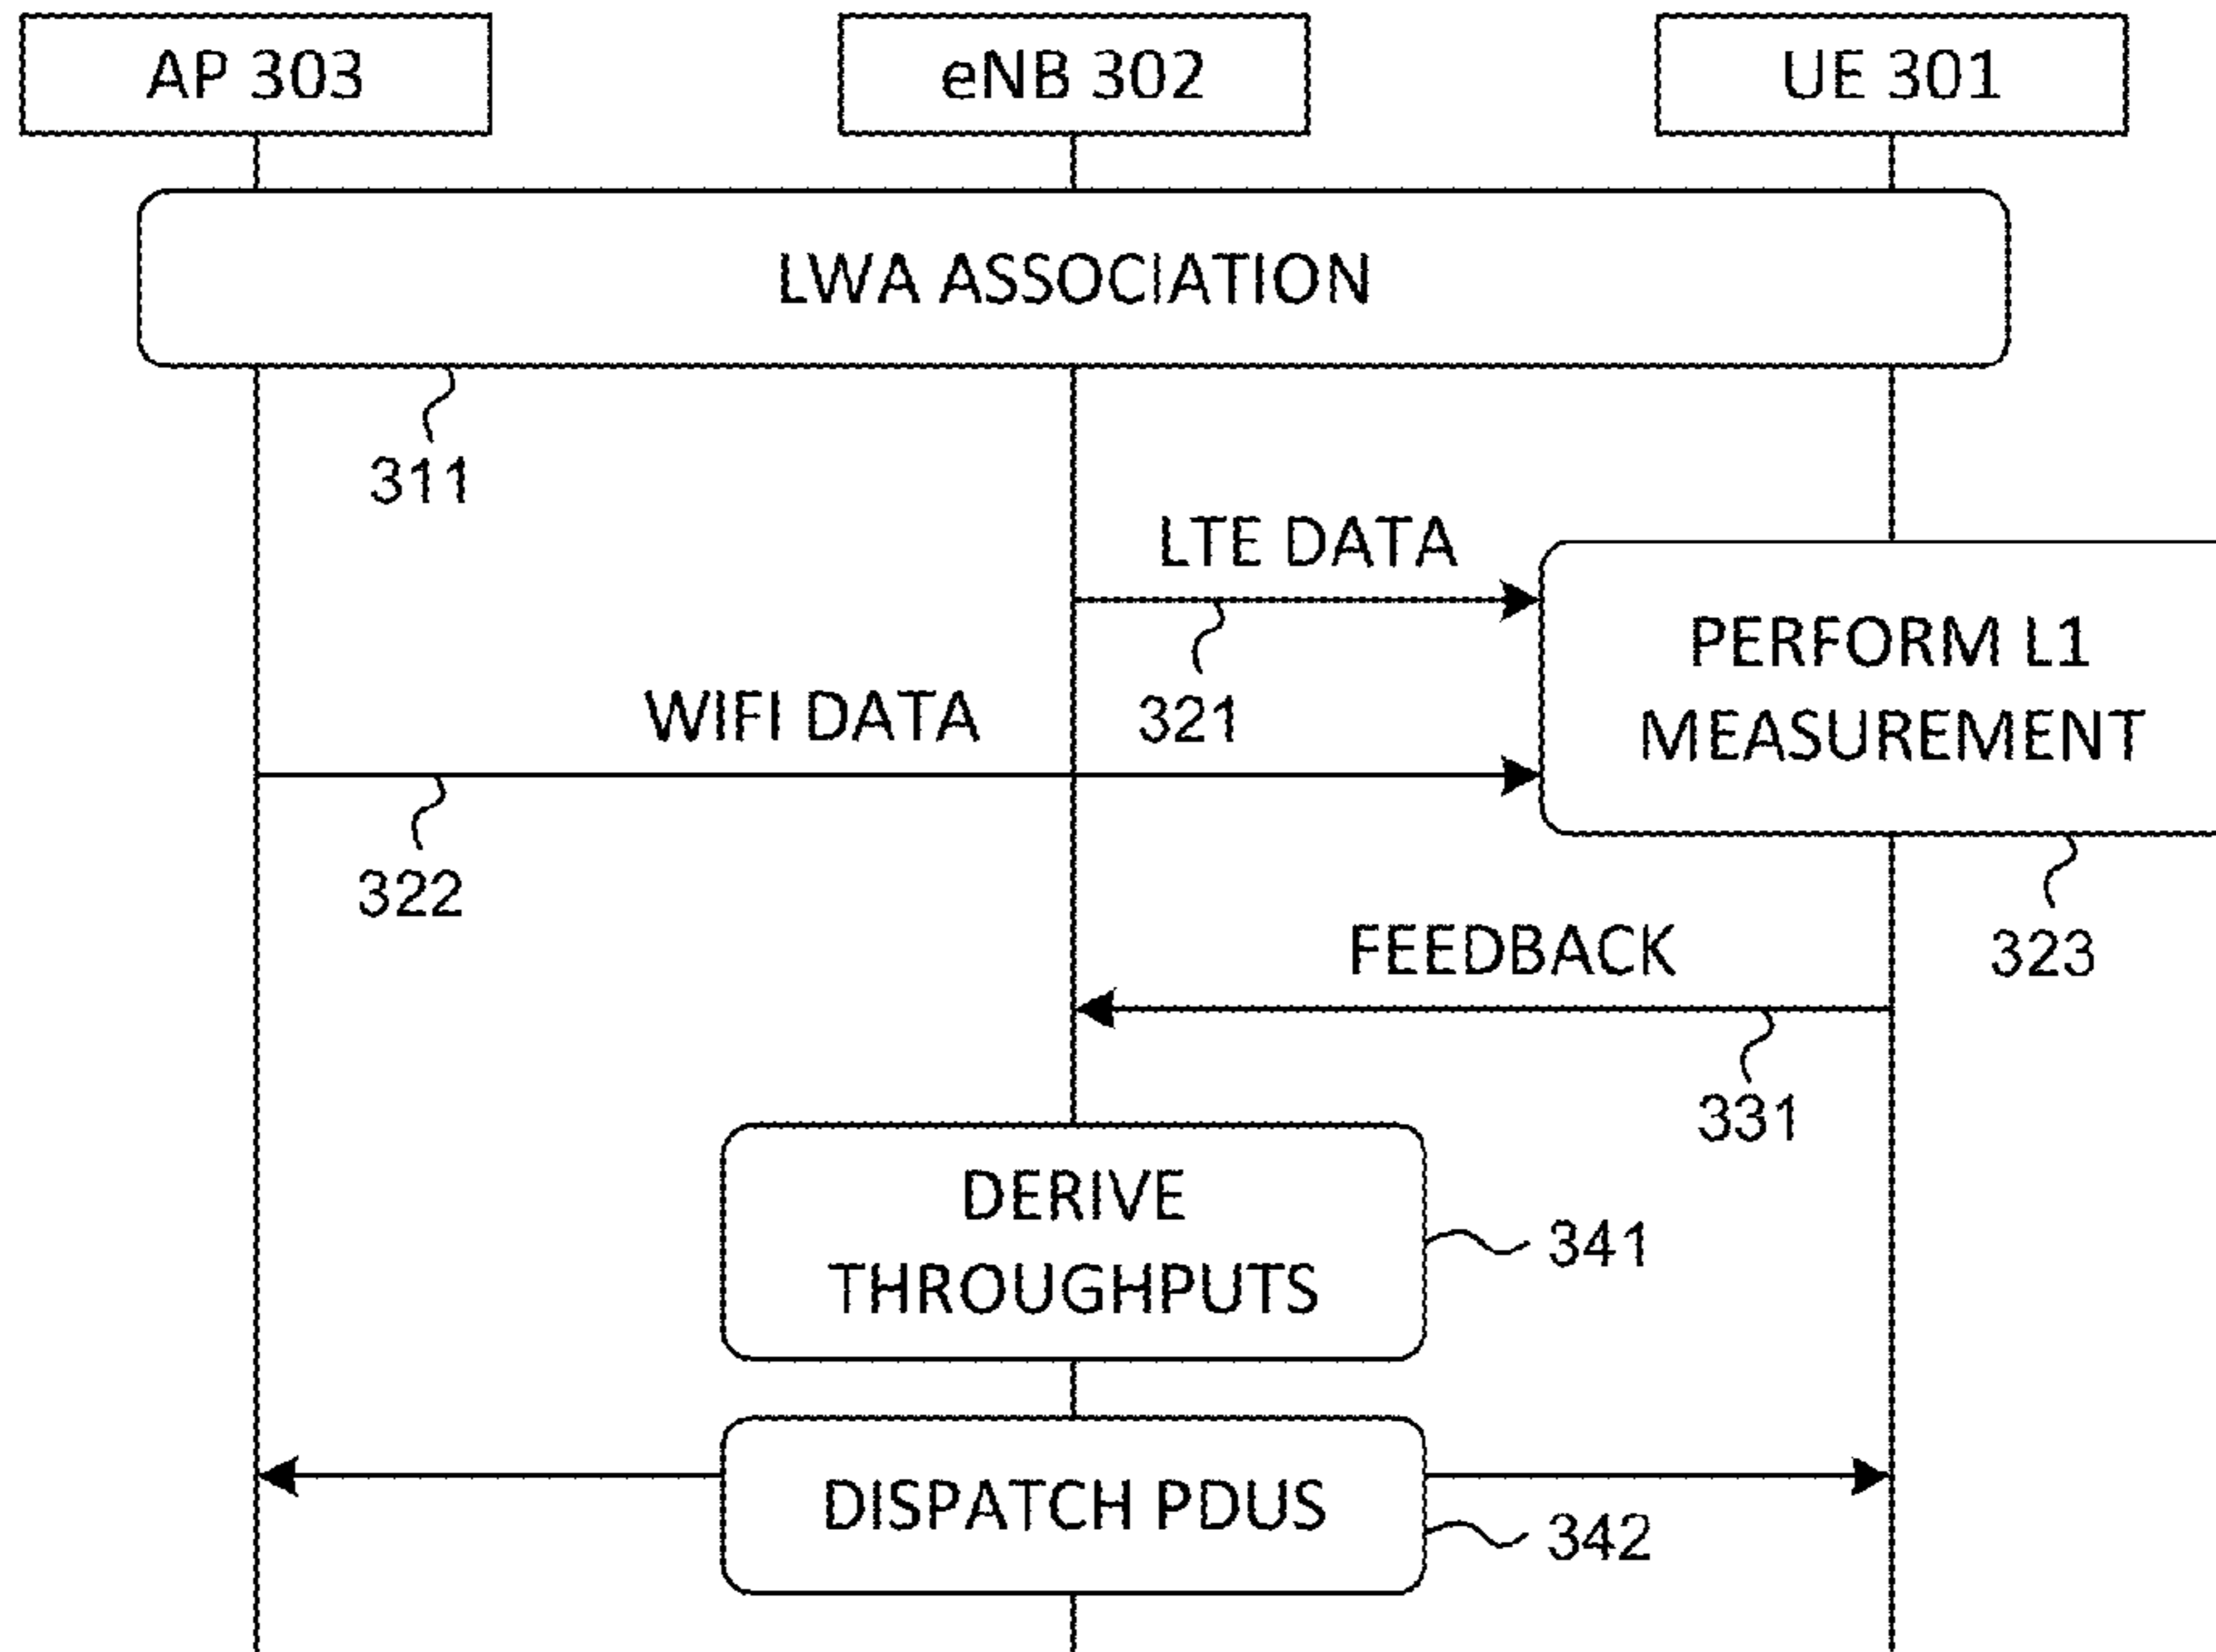 AP 303
eNB 302
UE 301
LWA ASSOCIATION
311
LTE DATA
321
PERFORM L1
MEASUREMENT
WIFI DATA
322
323
FEEDBACK
331
DERIVE
THROUGHPUTS
341
DISPATCH PDUS
342